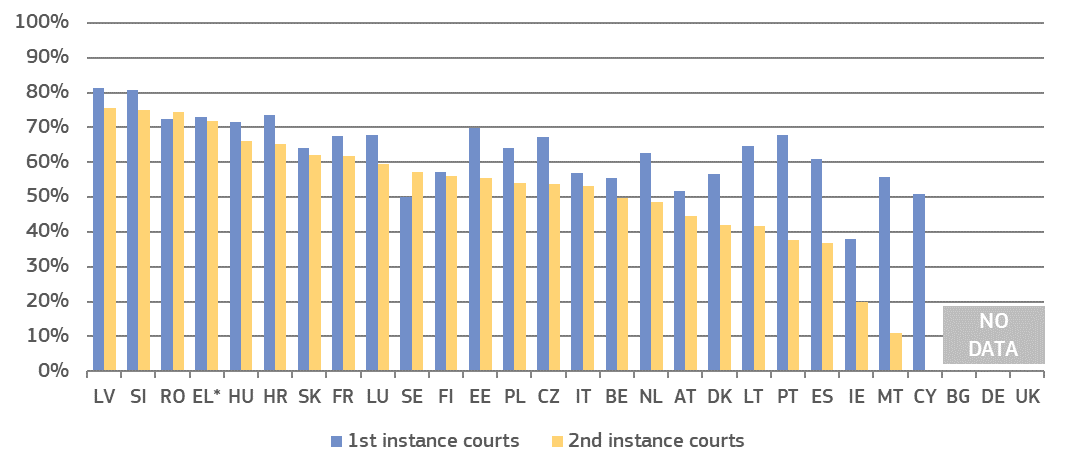 100%
90%
80%
70%
60%
50%
40%
30%
20%
10%
0%
NO
DATA
LV SI RO EL* HU HR SK FR LU SE FI EE PL CZ IT BE NL AT DK LT PT ES IE MT CY BG DE UK
1st instance courts 2nd instance courts